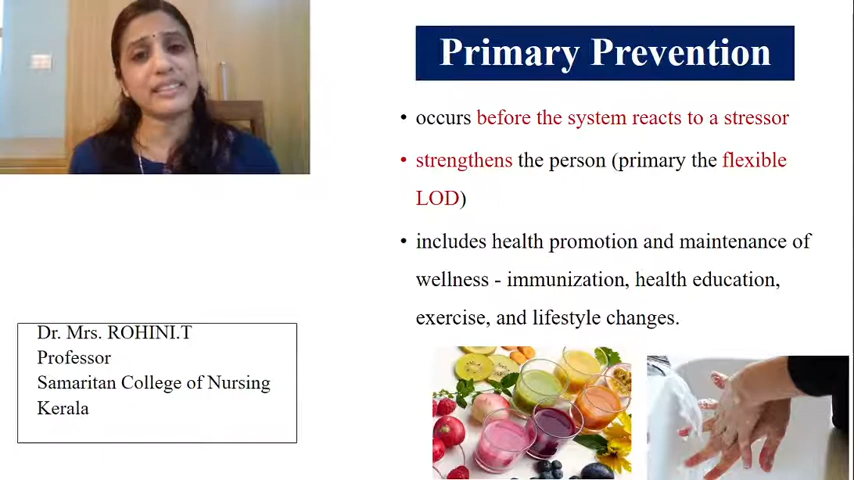 Primary Prevention
• occurs before the system reacts to a stressor
• strengthens the person (primary the flexible
LOD)
• includes health promotion and maintenance of
wellness - immunization, health education,
exercise, and lifestyle changes.
Dr. Mrs. ROHINI.T
Professor
Samaritan College of Nursing
Kerala